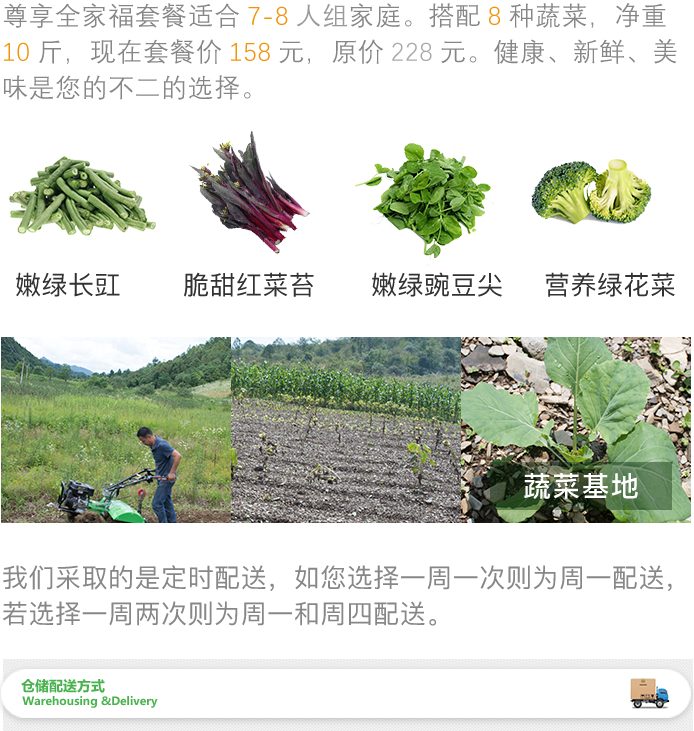 尊享全家福套餐适合 7-8 人组家庭。搭配 8 种蔬菜，净重
10 斤，现在套餐价 158 元，原价 228 元。健康、新鲜、美
味是您的不二的选择。
嫩绿长豇 脆甜红菜苔 嫩绿豌豆尖 营养绿花菜
蔬菜基地
我们采取的是定时配送，如您选择一周一次则为周一配送，
若选择一周两次则为周一和周四配送。
仓储配送方式
Warehousing &Delivery